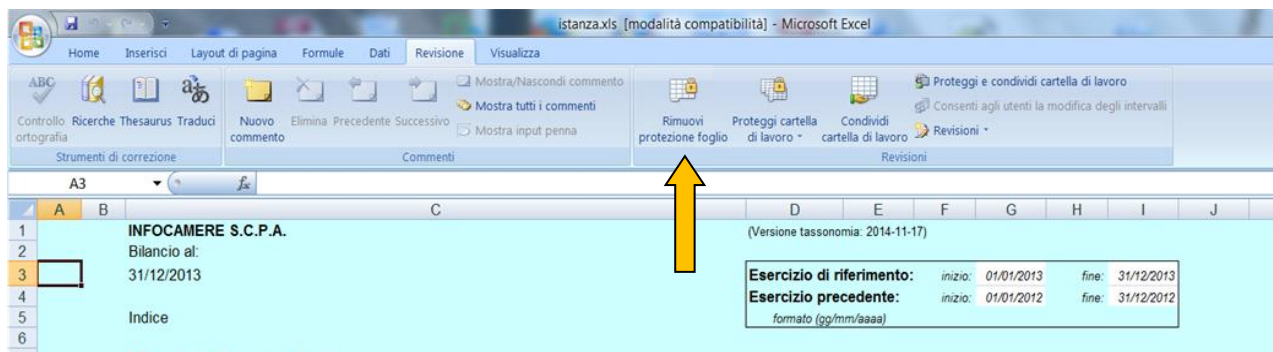 istanza.xls [modalità compatibilità] - Microsoft Excel
Home Inserisci Layout di pagina Formule Dati Revisione Visualizza
ABC
Controllo ortografia
Ricerche
Thesaurus
Traduci
Strumenti di correzione
Nuovo commento
Elimina
Precedente
Successivo
Mostra/Nascondi commento
Mostra tutti i commenti
Mostra input penna
Commenti
Rimuovi protezione foglio
Proteggi cartella di lavoro
Condividi cartella di lavoro
Proteggi e condividi cartella di lavoro
Consenti agli utenti la modifica degli intervalli
Revisioni
Revisioni
A3 fx
A B C D E F G H I J
1 INFOCAMERE S.C.P.A. (Versione tassonomia: 2014-11-17)
2 Bilancio al:
3 31/12/2013 Esercizio di riferimento: inizio: 01/01/2013 fine: 31/12/2013
4 Esercizio precedente: inizio: 01/01/2012 fine: 31/12/2012
5 Indice formato (gg/mm/aaaa)
6